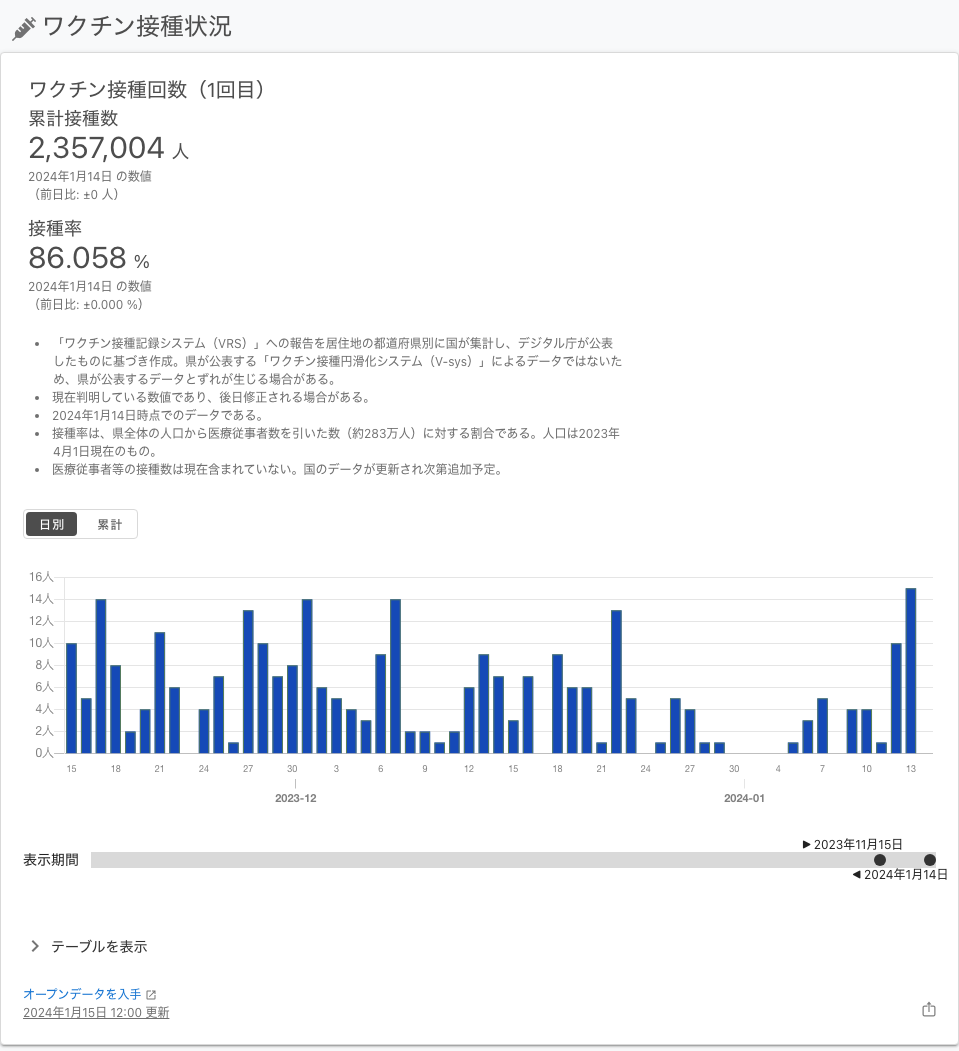 ワクチン接種状況
ワクチン接種回数（1回目）
累計接種数
2,357,004 人
2024年1月14日 の数値
（前日比: ±0 人）
接種率
86.058 %
2024年1月14日 の数値
（前日比: ±0.000 %）
• 「ワクチン接種記録システム（VRS）」への報告を居住地の都道府県別に国が集計し、デジタル庁が公表
したものに基づき作成。県が公表する「ワクチン接種円滑化システム（V-sys）」によるデータではないた
め、県が公表するデータとずれが生じる場合がある。
• 現在判明している数値であり、後日修正される場合がある。
• 2024年1月14日時点でのデータである。
• 接種率は、県全体の人口から医療従事者数を引いた数（約283万人）に対する割合である。人口は2023年
4月1日現在のもの。
• 医療従事者等の接種数は現在含まれていない。国のデータが更新され次第追加予定。
日別 累計
16人
14人
12人
10人
8人
6人
4人
2人
0人
15 18 21 24 27 30 3 6 9 12 15 18 21 24 27 30 4 7 10 13
2023-12 2024-01
▶ 2023年11月15日
表示期間
◀ 2024年1月14日
テーブルを表示
オープンデータを入手
2024年1月15日 12:00 更新